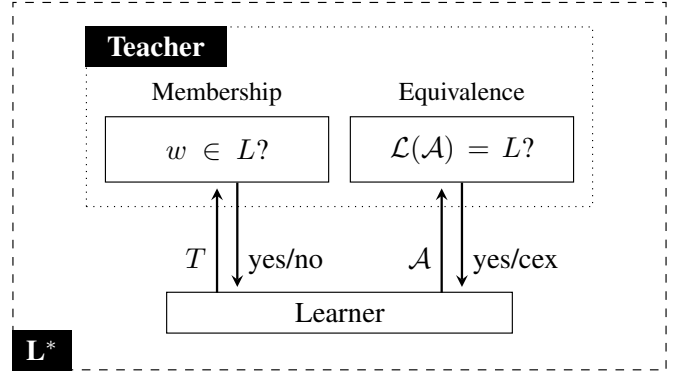 Teacher
Membership Equivalence
w ∈ L? 𝓛(𝒜) = L?
T yes/no 𝒜 yes/cex
Learner
L*